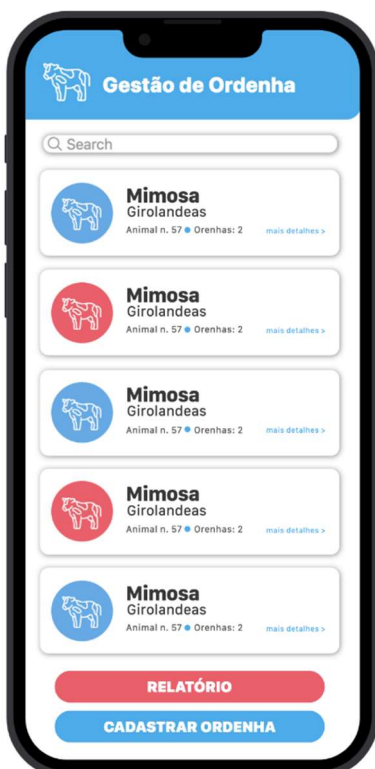 Gestão de Ordenha
Search
Mimosa
Girolandeas
Animal n. 57 Orenhas: 2 mais detalhes >
Mimosa
Girolandeas
Animal n. 57 Orenhas: 2 mais detalhes >
Mimosa
Girolandeas
Animal n. 57 Orenhas: 2 mais detalhes >
Mimosa
Girolandeas
Animal n. 57 Orenhas: 2 mais detalhes >
Mimosa
Girolandeas
Animal n. 57 Orenhas: 2 mais detalhes >
RELATÓRIO
CADASTRAR ORDENHA